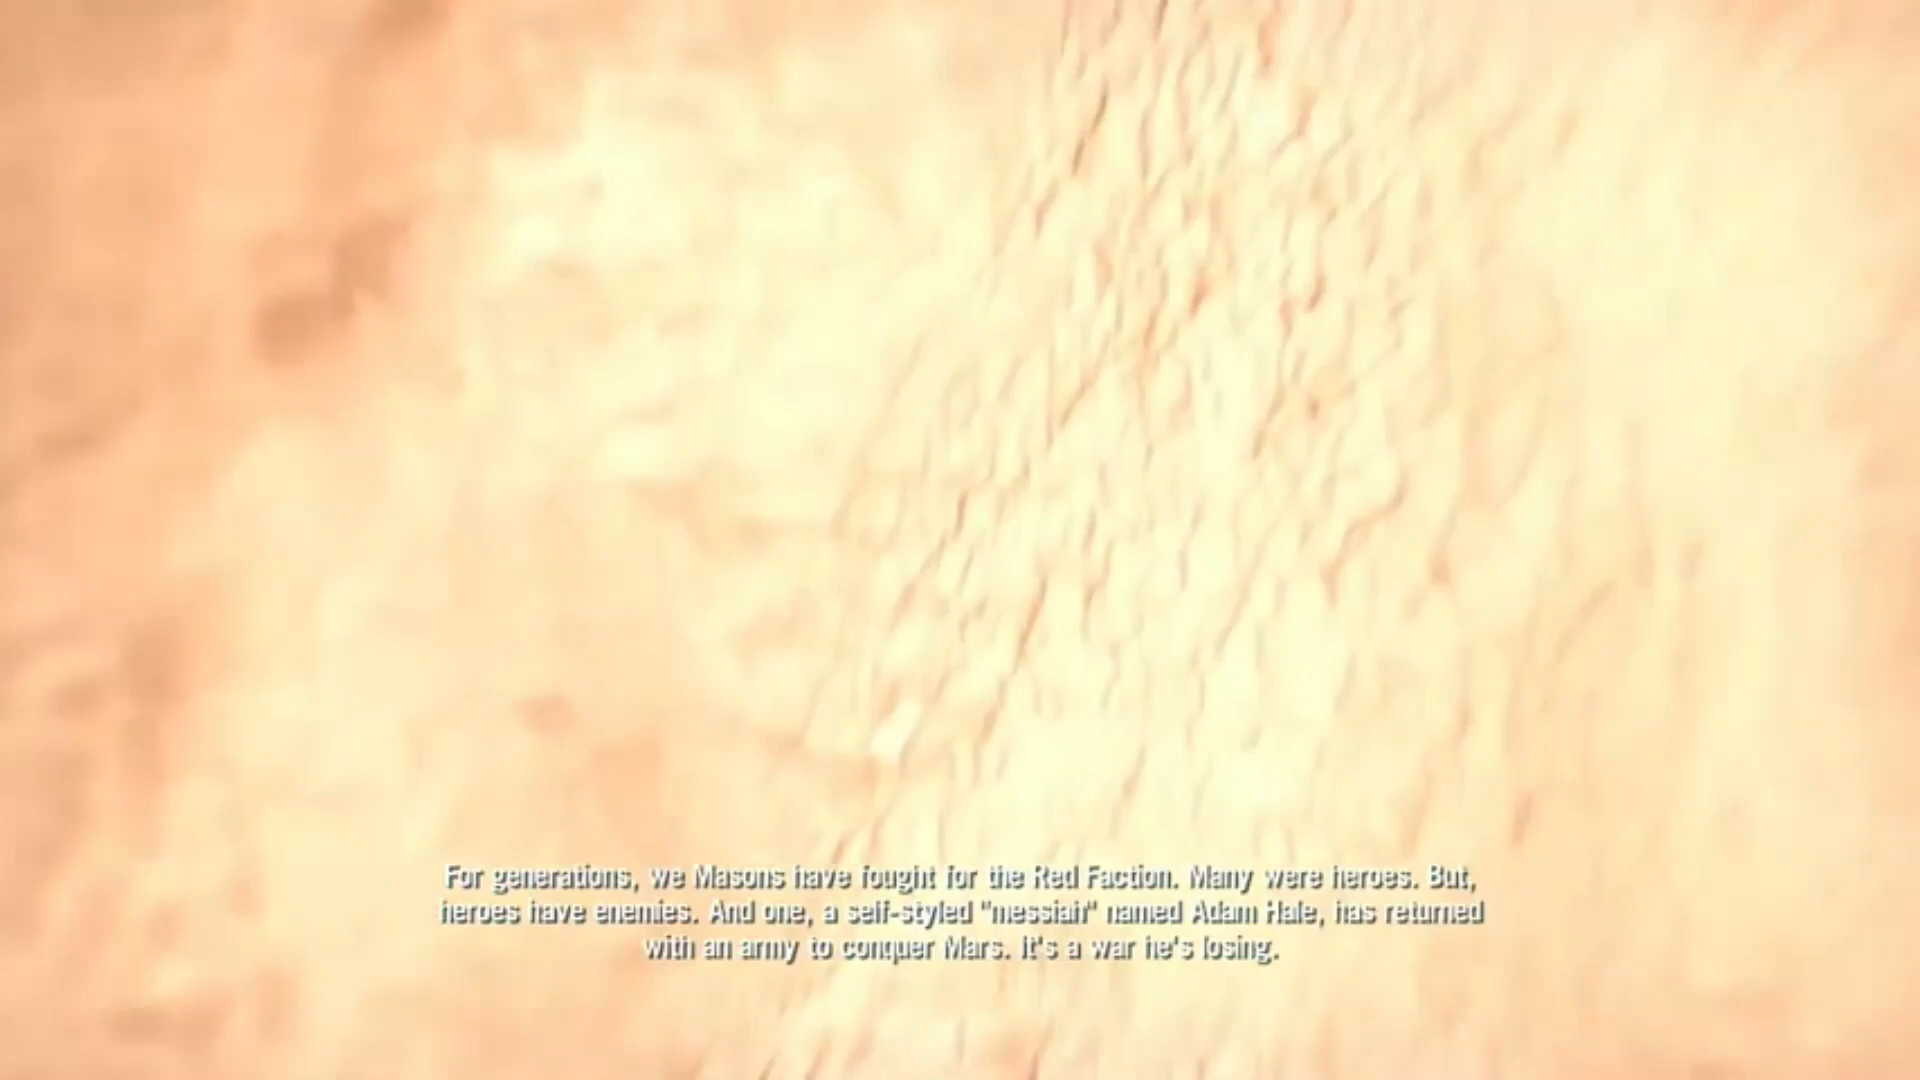 For generations, we Masons have fought for the Red Faction. Many were heroes. But,
heroes have enemies. And one, a self-styled "messiah" named Adam Hale, has returned
with an army to conquer Mars. It's a war he's losing.